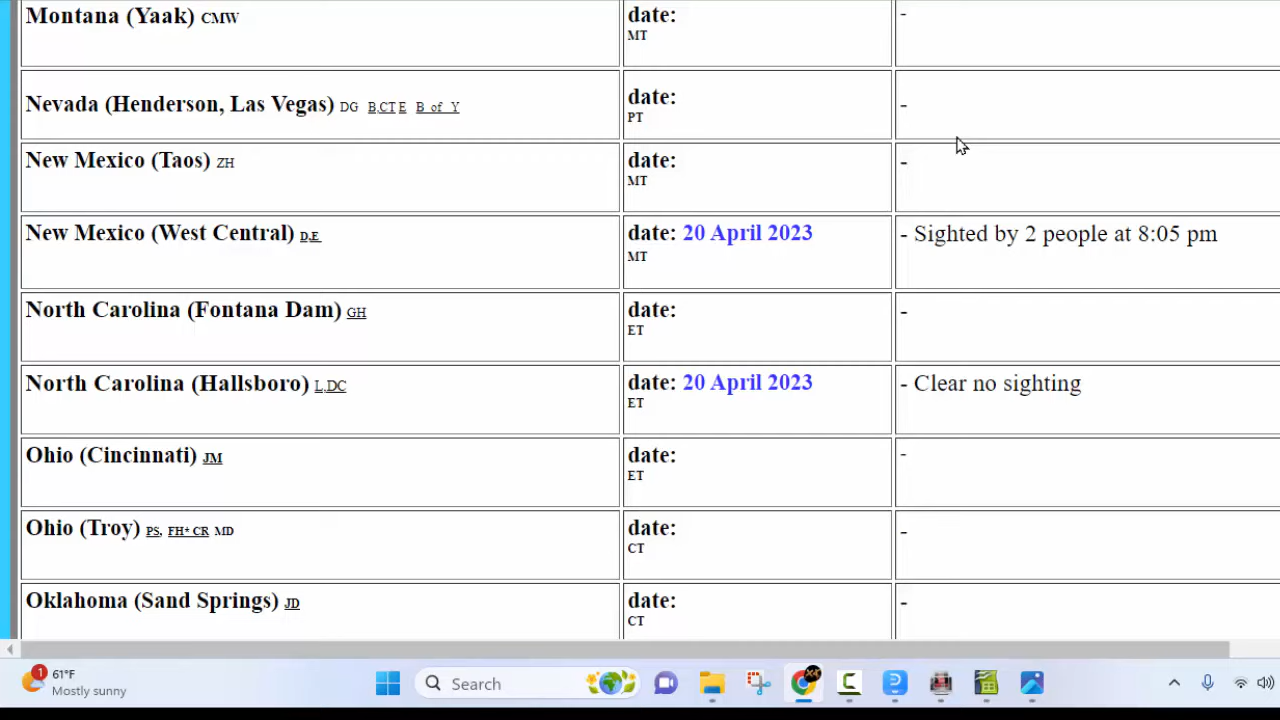 Montana (Yaak) CMW
date:
MT
-
Nevada (Henderson, Las Vegas) DG B,CT E B of Y
date:
PT
-
New Mexico (Taos) ZH
date:
MT
-
New Mexico (West Central) D,E
date: 20 April 2023
MT
- Sighted by 2 people at 8:05 pm
North Carolina (Fontana Dam) GH
date:
ET
-
North Carolina (Hallsboro) L,DC
date: 20 April 2023
ET
- Clear no sighting
Ohio (Cincinnati) JM
date:
ET
-
Ohio (Troy) PS, FH* CR MD
date:
CT
-
Oklahoma (Sand Springs) JD
date:
CT
-
1
61°F
Mostly sunny
Search